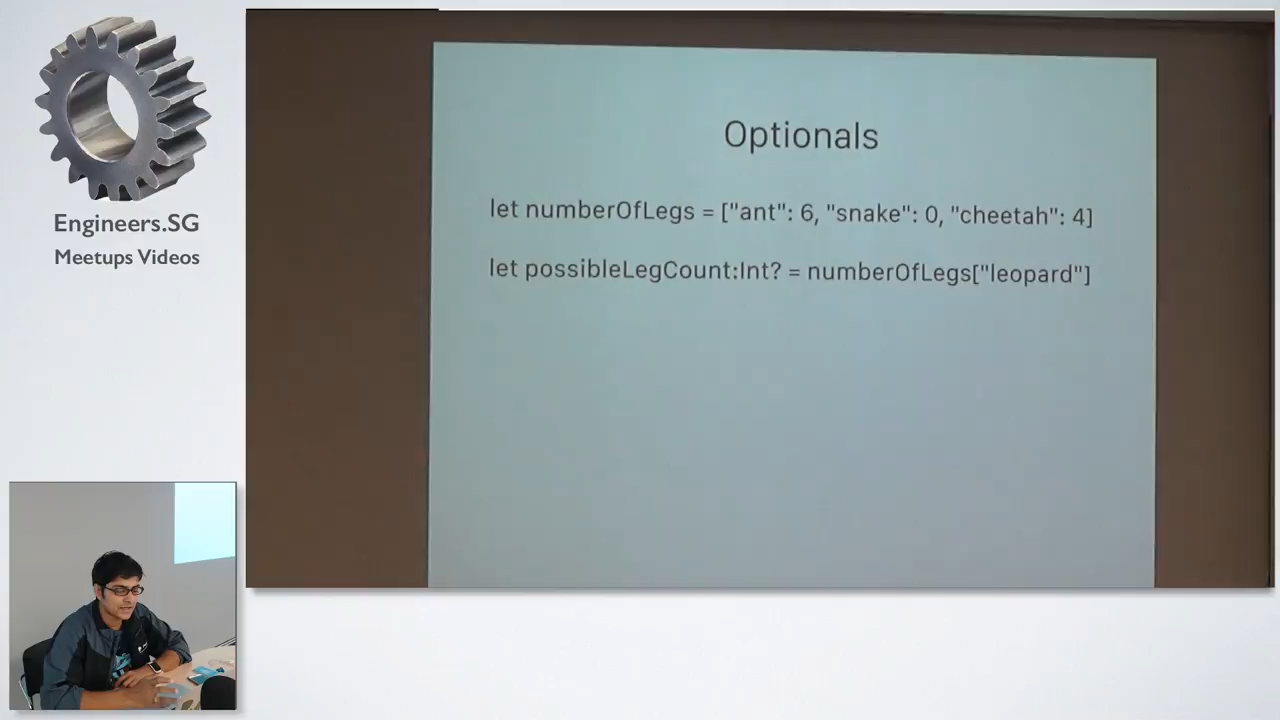 Engineers.SG
Meetups Videos
Optionals
let numberOfLegs = ["ant": 6, "snake": 0, "cheetah": 4]
let possibleLegCount:Int? = numberOfLegs["leopard"]